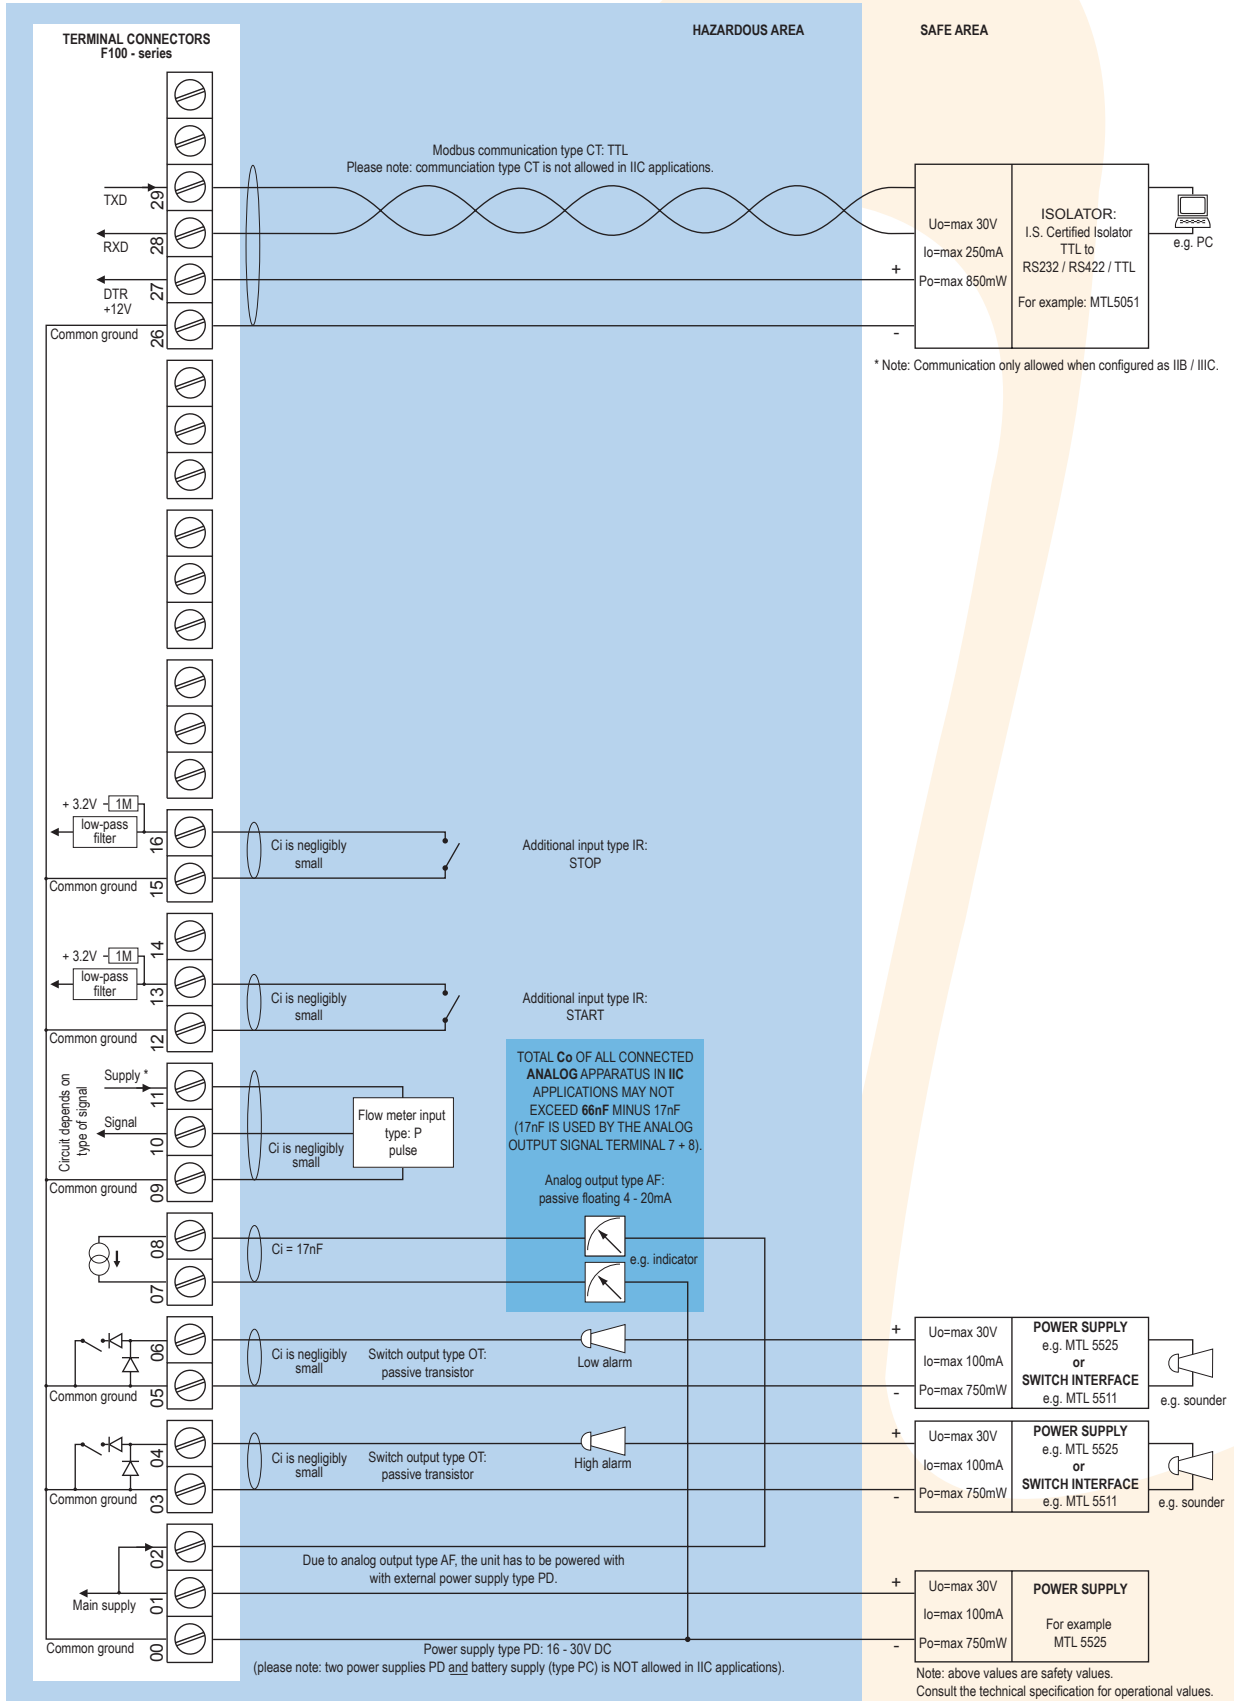 TERMINAL CONNECTORS
F100 - series
HAZARDOUS AREA
SAFE AREA
Modbus communication type CT: TTL
Please note: communciation type CT is not allowed in IIC applications.
TXD
29
RXD
28
DTR
+12V
27
Common ground
26
+
-
Uo=max 30V
Io=max 250mA
Po=max 850mW
ISOLATOR:
I.S. Certified Isolator
TTL to
RS232 / RS422 / TTL
For example: MTL5051
e.g. PC
* Note: Communication only allowed when configured as IIB / IIIC.
+ 3.2V
1M
low-pass
filter
16
Common ground
15
Ci is negligibly
small
Additional input type IR:
STOP
14
+ 3.2V
1M
low-pass
filter
13
Common ground
12
Ci is negligibly
small
Additional input type IR:
START
Circuit depends on
type of signal
Supply *
11
Signal
10
Common ground
09
Ci is negligibly
small
Flow meter input
type: P
pulse
TOTAL Co OF ALL CONNECTED
ANALOG APPARATUS IN IIC
APPLICATIONS MAY NOT
EXCEED 66nF MINUS 17nF
(17nF IS USED BY THE ANALOG
OUTPUT SIGNAL TERMINAL 7 + 8).
Analog output type AF:
passive floating 4 - 20mA
08
07
Ci = 17nF
e.g. indicator
06
Common ground
05
Ci is negligibly
small
Switch output type OT:
passive transistor
Low alarm
+
-
Uo=max 30V
Io=max 100mA
Po=max 750mW
POWER SUPPLY
e.g. MTL 5525
or
SWITCH INTERFACE
e.g. MTL 5511
e.g. sounder
04
Common ground
03
Ci is negligibly
small
Switch output type OT:
passive transistor
High alarm
+
-
Uo=max 30V
Io=max 100mA
Po=max 750mW
POWER SUPPLY
e.g. MTL 5525
or
SWITCH INTERFACE
e.g. MTL 5511
e.g. sounder
02
Due to analog output type AF, the unit has to be powered with
with external power supply type PD.
Main supply
01
Common ground
00
Power supply type PD: 16 - 30V DC
(please note: two power supplies PD and battery supply (type PC) is NOT allowed in IIC applications).
+
-
Uo=max 30V
Io=max 100mA
Po=max 750mW
POWER SUPPLY
For example
MTL 5525
Note: above values are safety values.
Consult the technical specification for operational values.